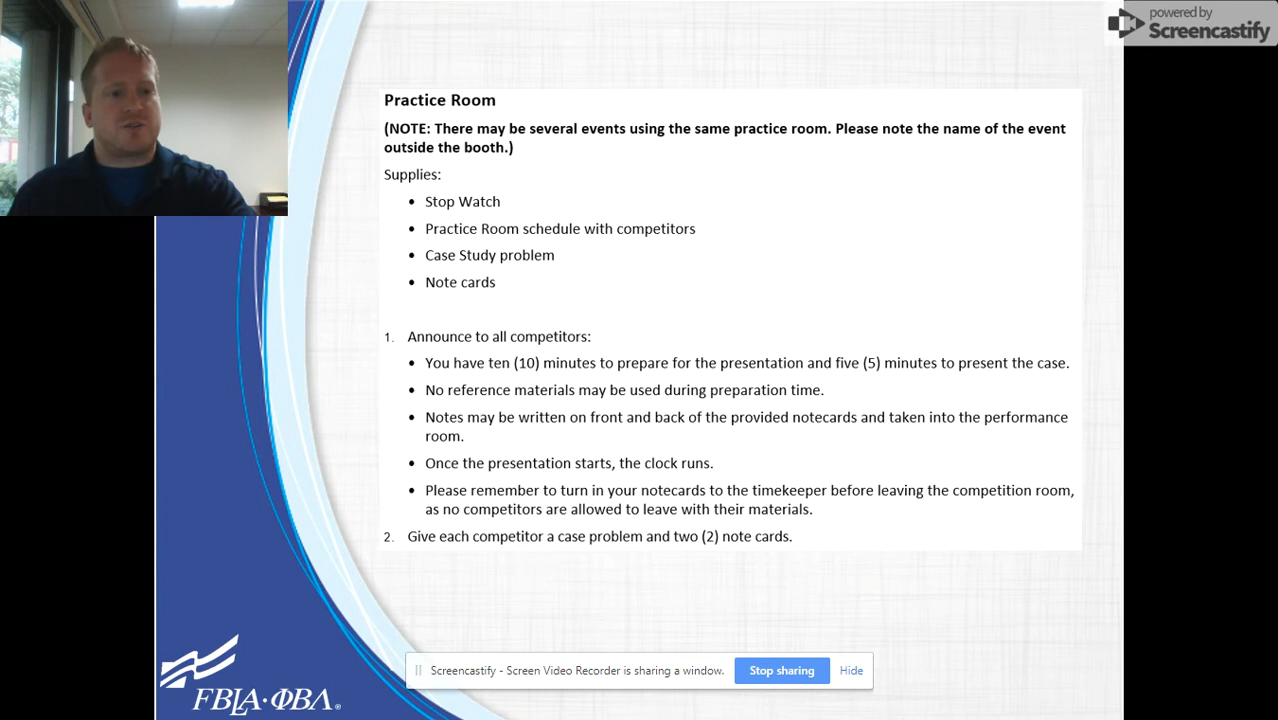 powered by
Screencastify
Practice Room
(NOTE: There may be several events using the same practice room. Please note the name of the event
outside the booth.)
Supplies:
• Stop Watch
• Practice Room schedule with competitors
• Case Study problem
• Note cards
1. Announce to all competitors:
• You have ten (10) minutes to prepare for the presentation and five (5) minutes to present the case.
• No reference materials may be used during preparation time.
• Notes may be written on front and back of the provided notecards and taken into the performance
room.
• Once the presentation starts, the clock runs.
• Please remember to turn in your notecards to the timekeeper before leaving the competition room,
as no competitors are allowed to leave with their materials.
2. Give each competitor a case problem and two (2) note cards.
Screencastify - Screen Video Recorder is sharing a window. Stop sharing Hide
FBLA·ΦΒΛ®